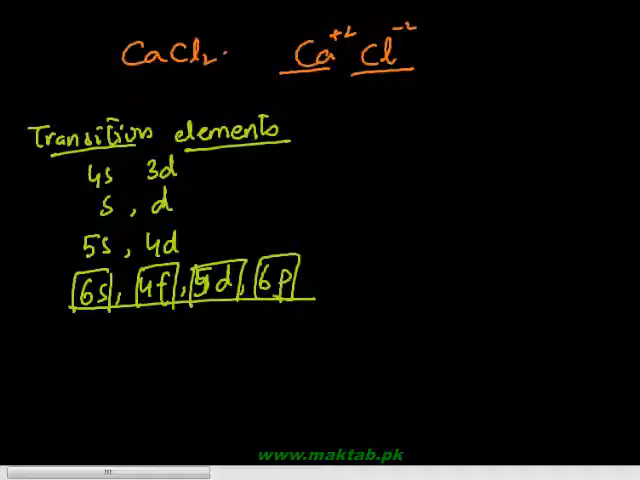 CaCl₂. Ca⁺² Cl⁻²
Transition elements
4s 3d
s, d
5s, 4d
6s, 4f, 5d, 6p
www.maktab.pk